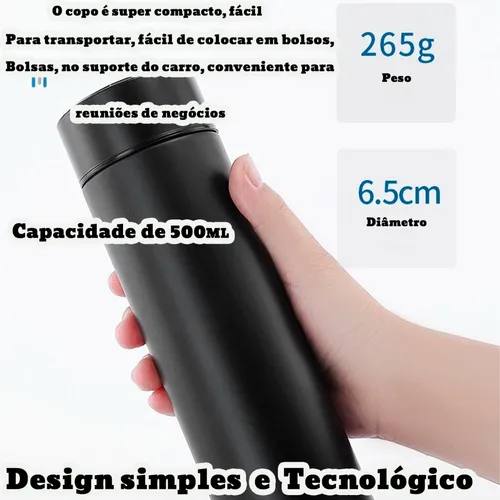 O copo é super compacto, fácil
Para transportar, fácil de colocar em bolsos,
Bolsas, no suporte do carro, conveniente para
reuniões de negócios
265g
Peso
6.5cm
Diâmetro
Capacidade de 500ML
Design simples e Tecnológico